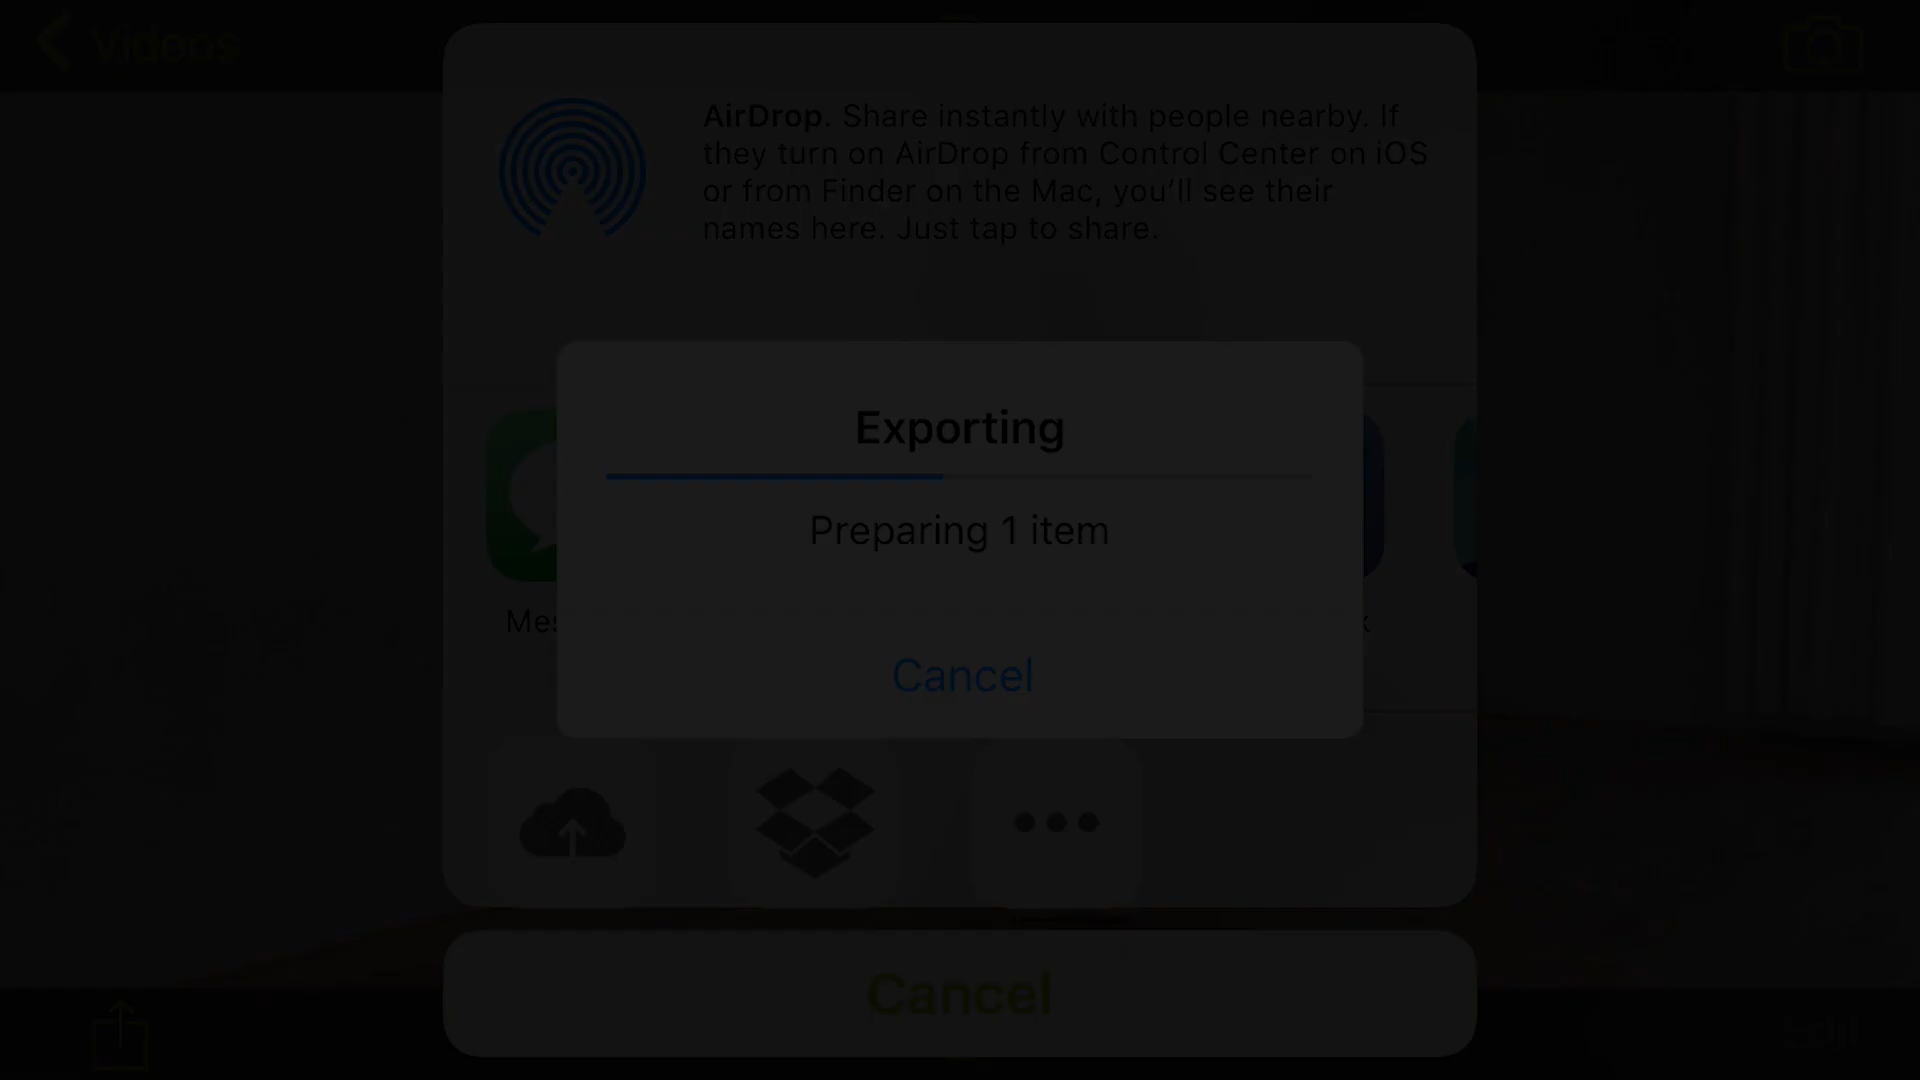 Videos
AirDrop. Share instantly with people nearby. If
they turn on AirDrop from Control Center on iOS
or from Finder on the Mac, you’ll see their
names here. Just tap to share.
Exporting
Preparing 1 item
Mes
k
Cancel
Cancel
Edit